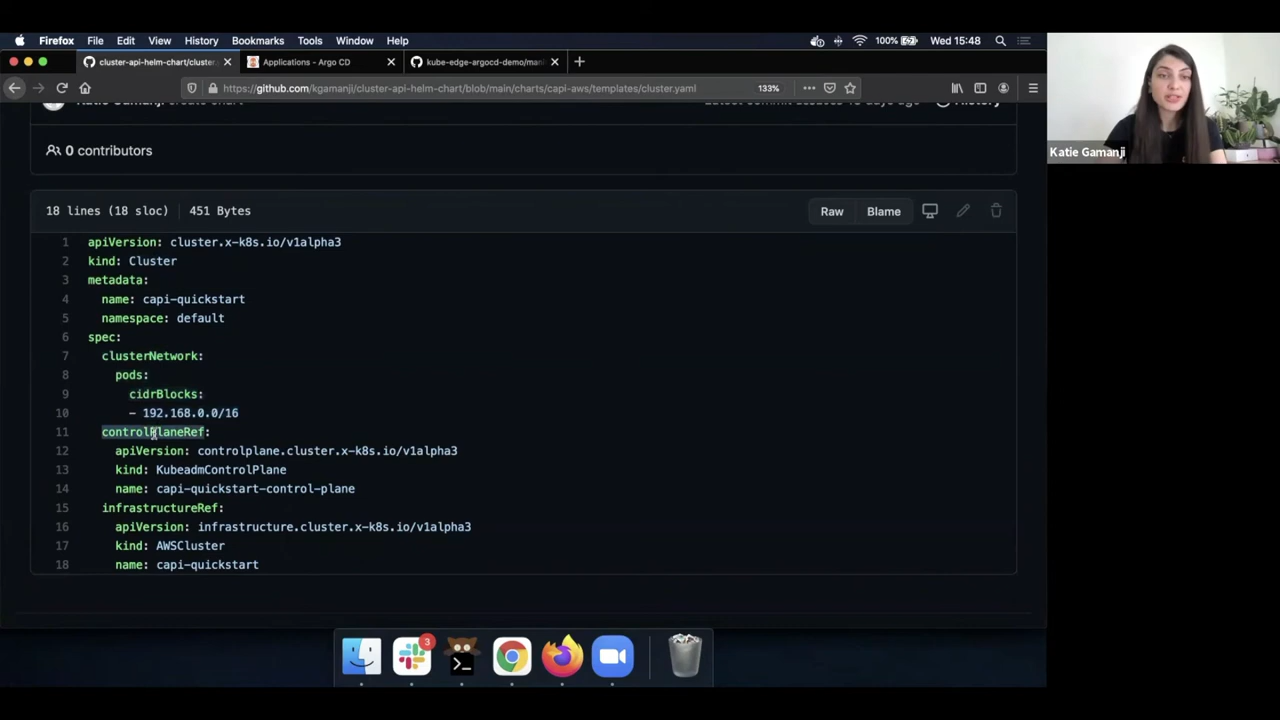 Firefox File Edit View History Bookmarks Tools Window Help 100% Wed 15:48
cluster-api-helm-chart/cluster. Applications - Argo CD kube-edge-argocd-demo/mani
https://github.com/kgamanji/cluster-api-helm-chart/blob/main/charts/capi-aws/templates/cluster.yaml 133%
Katie Gamanji
0 contributors
18 lines (18 sloc) 451 Bytes Raw Blame
1 apiVersion: cluster.x-k8s.io/v1alpha3
2 kind: Cluster
3 metadata:
4 name: capi-quickstart
5 namespace: default
6 spec:
7 clusterNetwork:
8 pods:
9 cidrBlocks:
10 - 192.168.0.0/16
11 controlPlaneRef:
12 apiVersion: controlplane.cluster.x-k8s.io/v1alpha3
13 kind: KubeadmControlPlane
14 name: capi-quickstart-control-plane
15 infrastructureRef:
16 apiVersion: infrastructure.cluster.x-k8s.io/v1alpha3
17 kind: AWSCluster
18 name: capi-quickstart
3